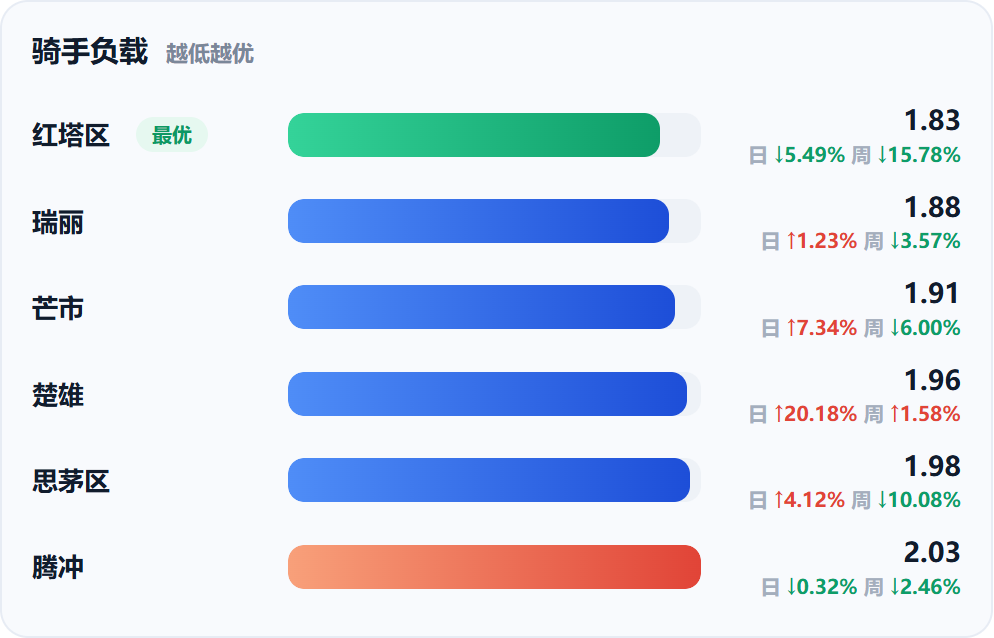 骑手负载 越低越优
红塔区 最优 1.83
日 ↓5.49% 周 ↓15.78%
瑞丽 1.88
日 ↑1.23% 周 ↓3.57%
芒市 1.91
日 ↑7.34% 周 ↓6.00%
楚雄 1.96
日 ↑20.18% 周 ↑1.58%
思茅区 1.98
日 ↑4.12% 周 ↓10.08%
腾冲 2.03
日 ↓0.32% 周 ↓2.46%